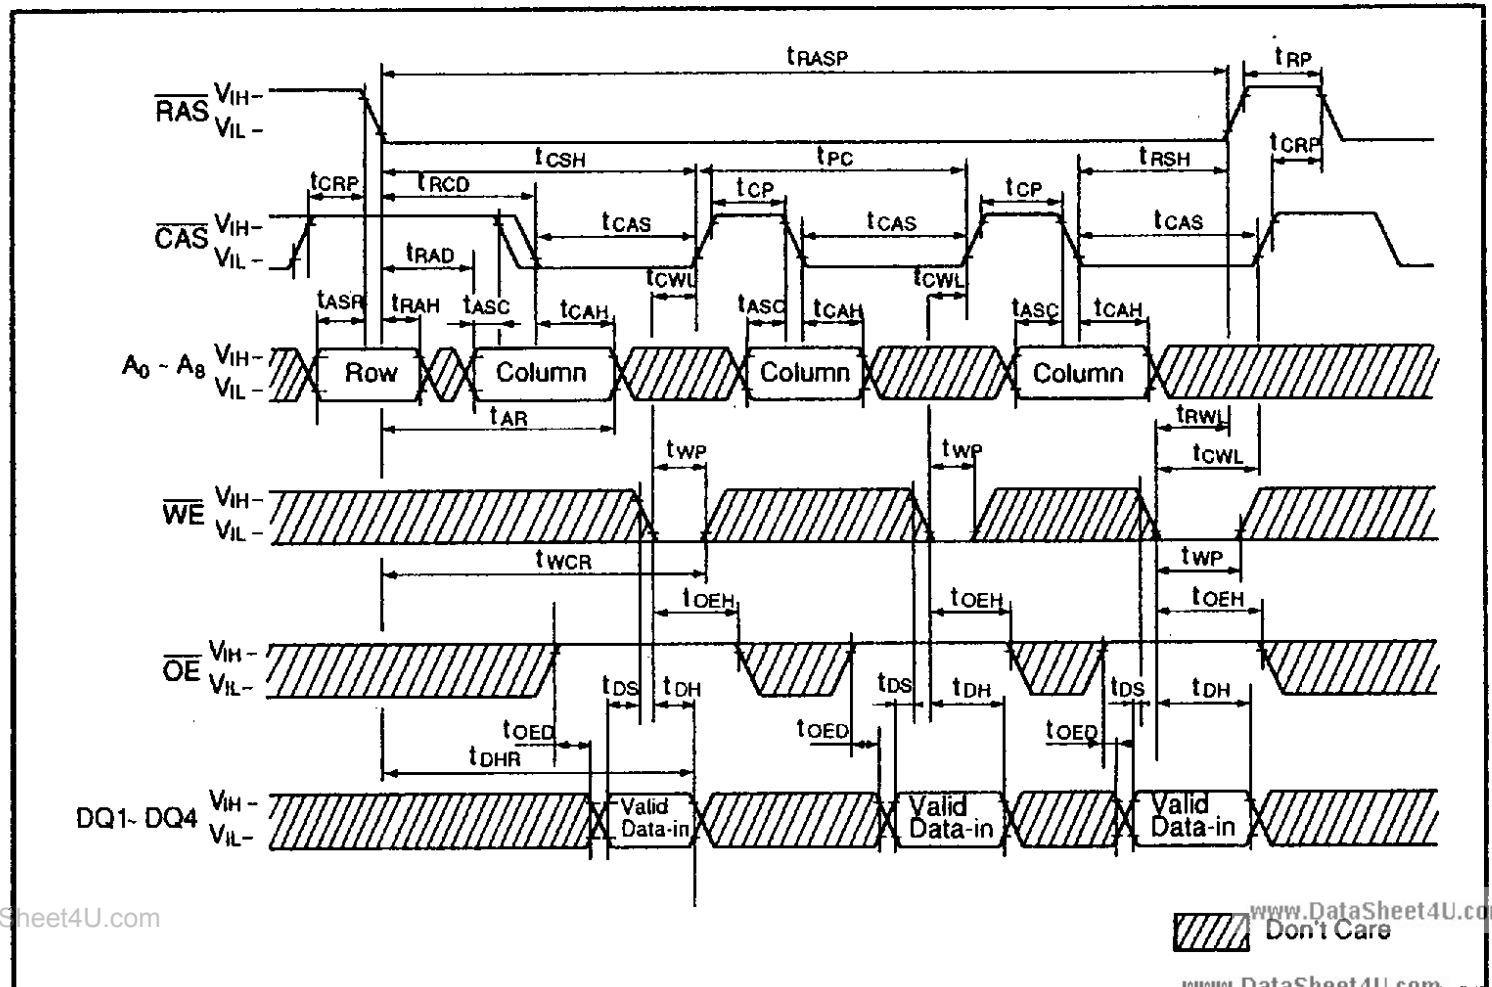 tRASP tRP
RAS VIH-
VIL -
tCRP
tCSH tPC tRSH
tCRP tRCD tCP tCP
CAS VIH-
VIL -
tCAS tCAS tCAS
tRAD tCWL tCWL
tASR tRAH tASC tCAH tASC tCAH tASC tCAH
A0 ~ A8 VIH-
VIL-
Row Column Column Column
tAR tRWL
tWP tWP tCWL
WE VIH-
VIL -
tWCR tWP
tOEH tOEH tOEH
OE VIH -
VIL-
tDS tDH tDS tDH tDS tDH
tOED tOED tOED
tDHR
DQ1~ DQ4 VIH -
VIL-
Valid
Data-in
Valid
Data-in
Valid
Data-in
Sheet4U.com
www.DataSheet4U.co
Don't Care
www.DataSheet4U.com